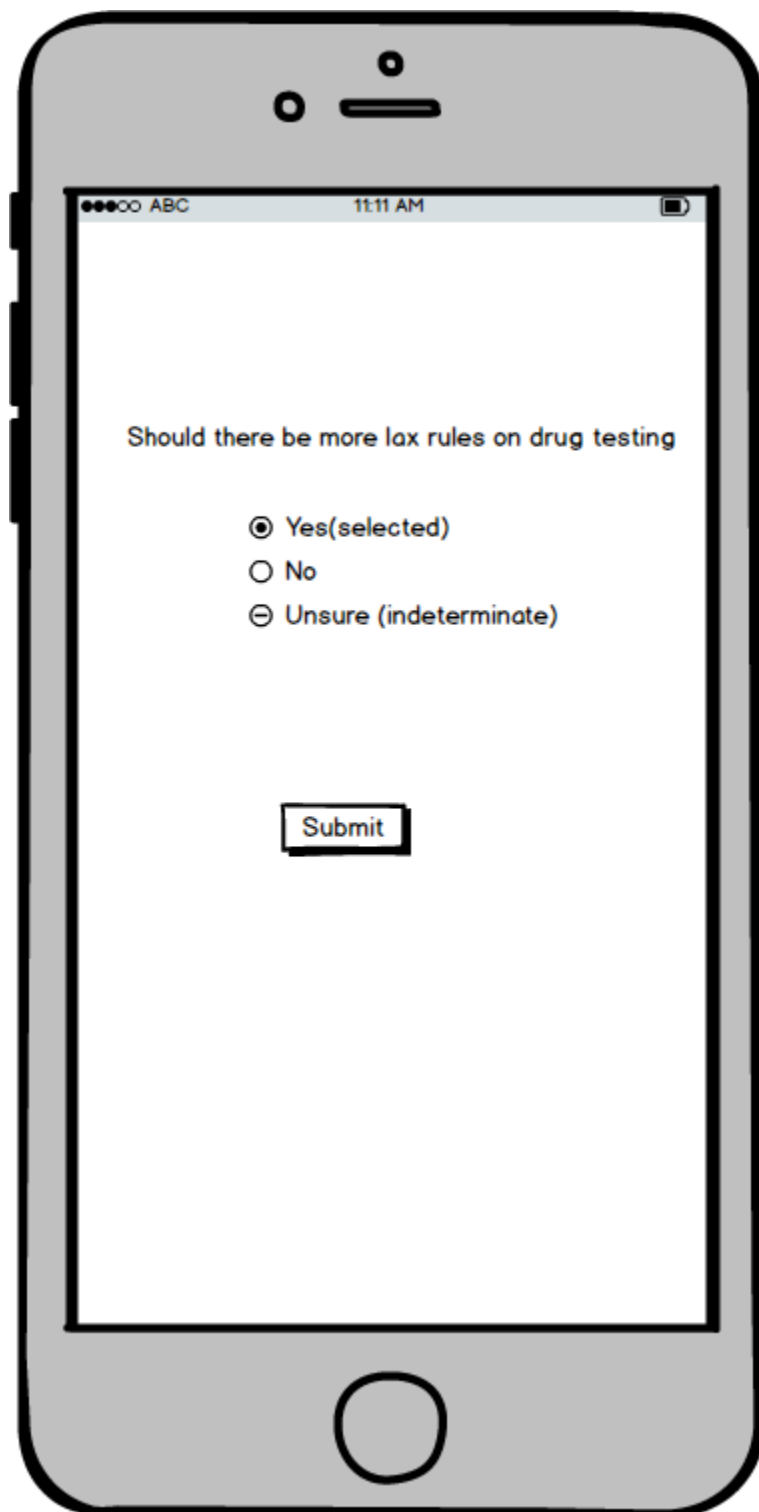 ABC 11:11 AM
Should there be more lax rules on drug testing
Yes(selected)
No
Unsure (indeterminate)
Submit